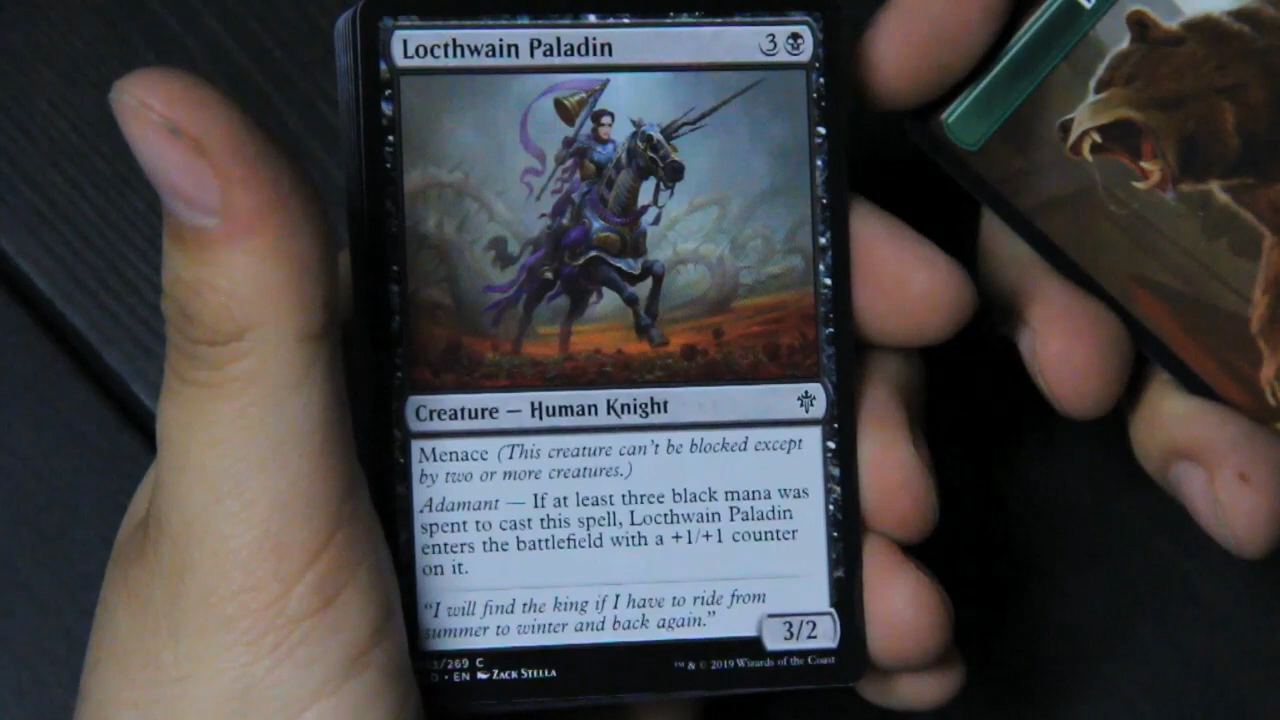 Locthwain Paladin 3
Creature — Human Knight
Menace (This creature can't be blocked except
by two or more creatures.)
Adamant — If at least three black mana was
spent to cast this spell, Locthwain Paladin
enters the battlefield with a +1/+1 counter
on it.
"I will find the king if I have to ride from
summer to winter and back again."
3/2
/269 C
EN Zack Stella
™ & © 2019 Wizards of the Coast